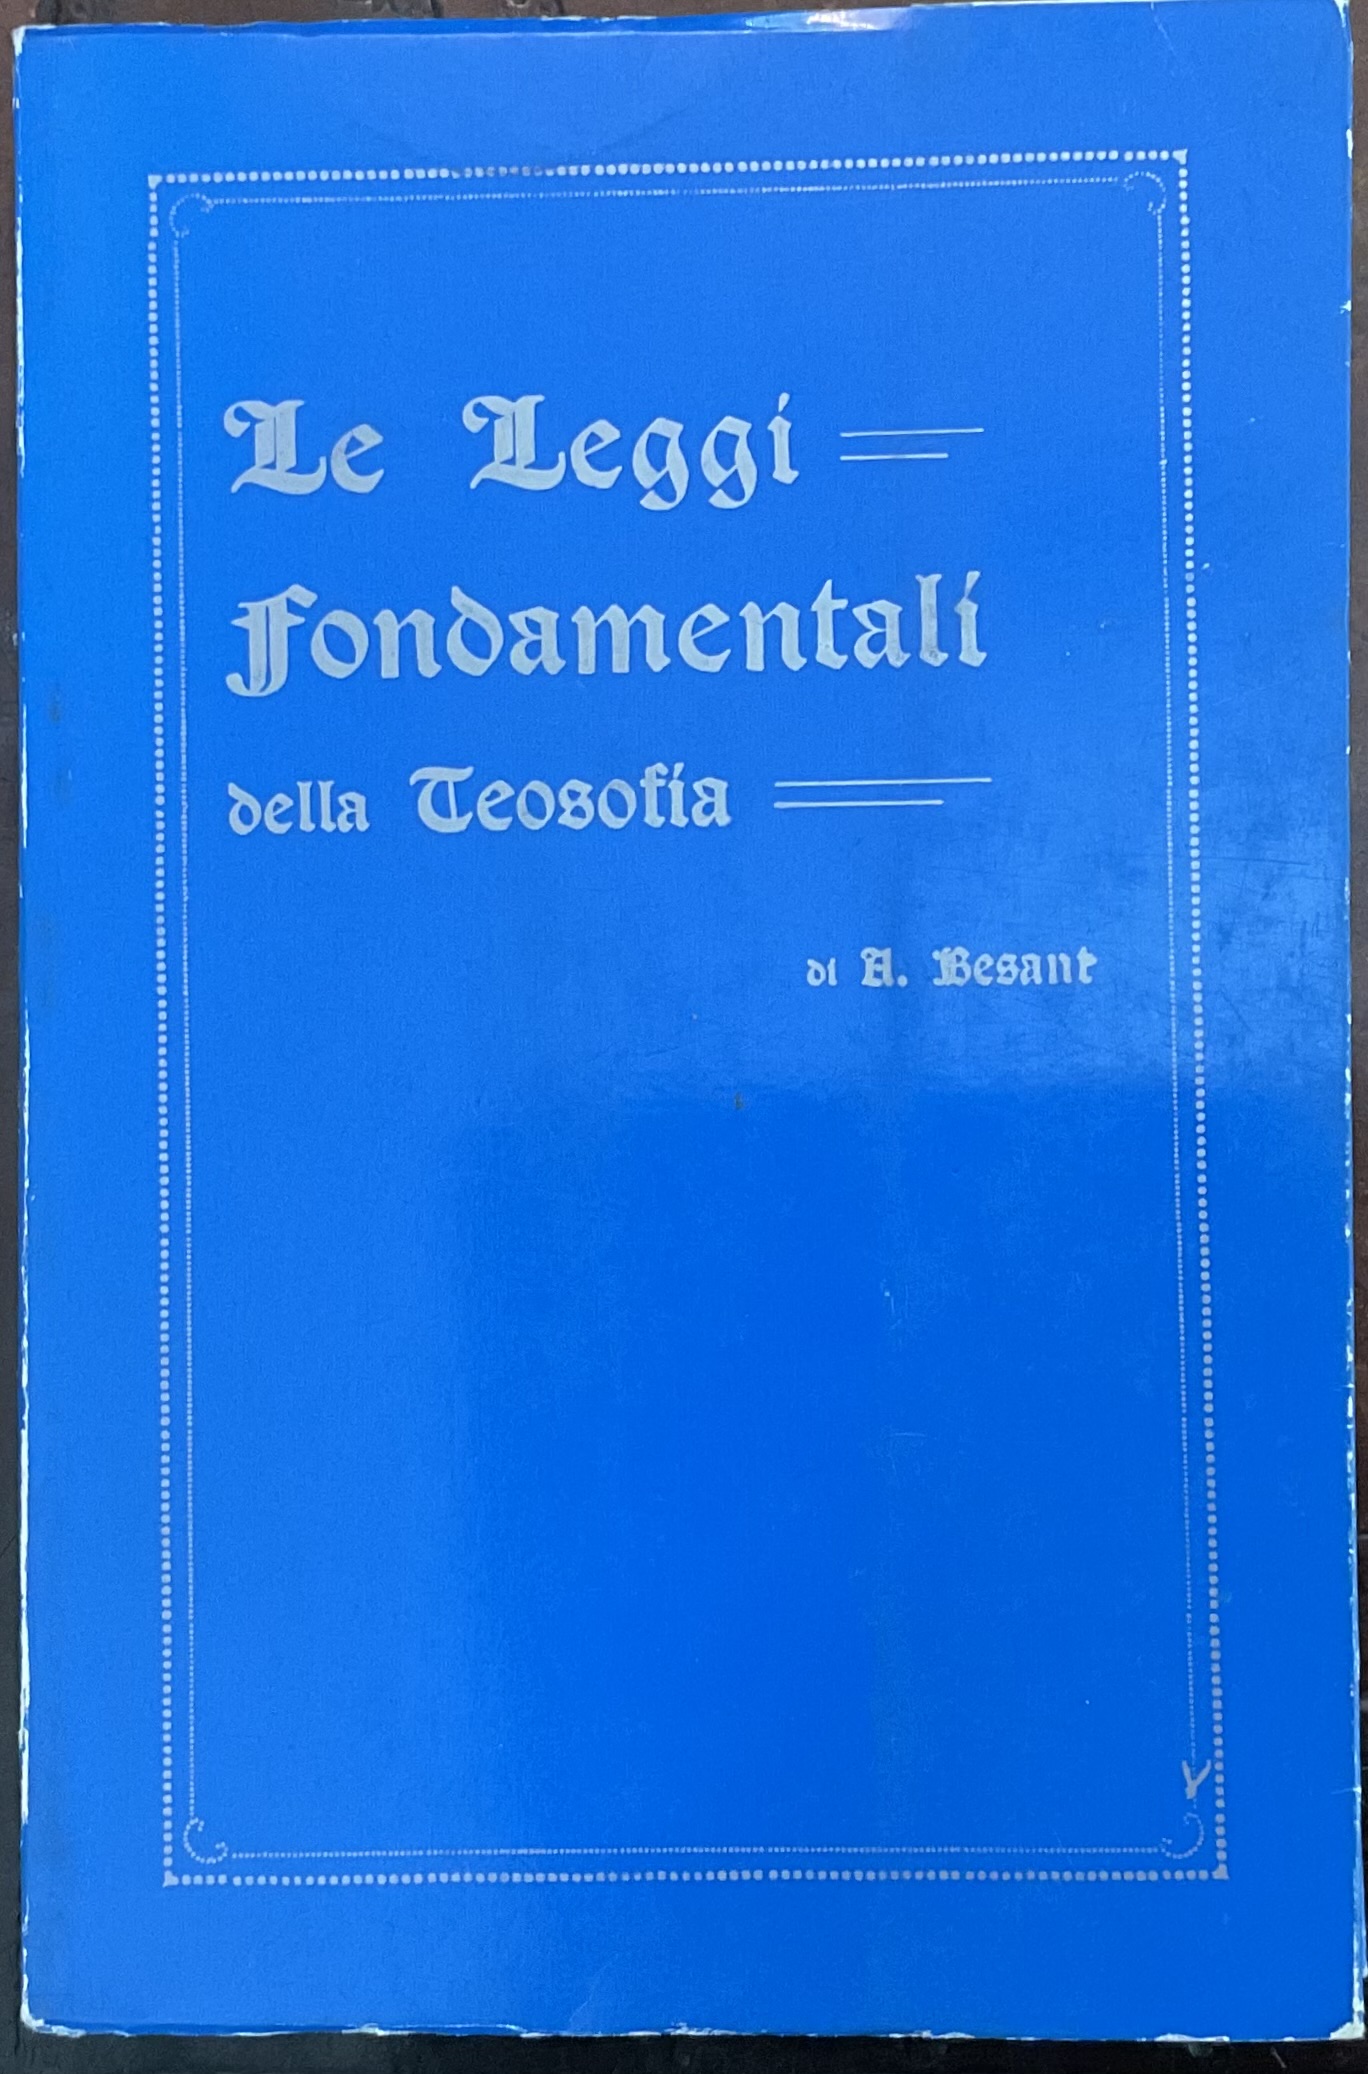 Le Leggi
Fondamentali
della Teosofia
di A. Besant